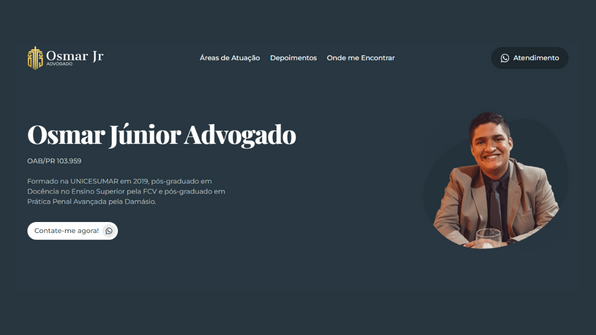 Osmar Jr
ADVOGADO
Áreas de Atuação Depoimentos Onde me Encontrar
Atendimento
Osmar Júnior Advogado
OAB/PR 103.959
Formado na UNICESUMAR em 2019, pós-graduado em
Docência no Ensino Superior pela FCV e pós-graduado em
Prática Penal Avançada pela Damásio.
Contate-me agora!